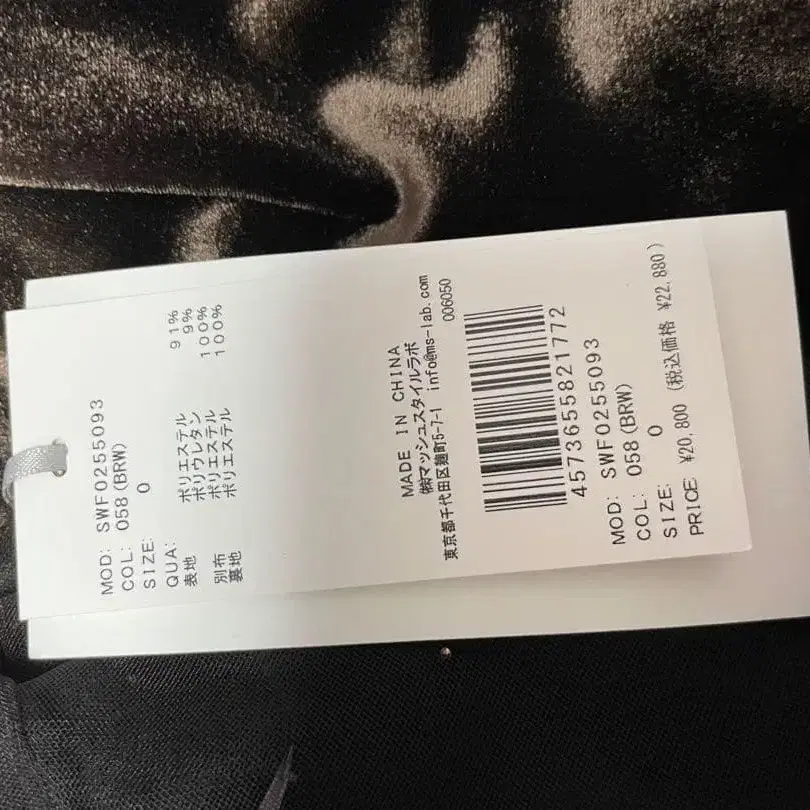 MOD: SWF0255093
COL: 058(BRW)
SIZE: 0
QUA:
表地 ポリエステル 91%
ポリウレタン 9%
別布 ポリエステル 100%
裏地 ポリエステル 100%
MADE IN CHINA
㈱マッシュスタイルラボ
東京都千代田区麹町5-7-1 info@ms-lab.com
006050
4573655821772
MOD: SWF0255093
COL: 058(BRW)
SIZE: 0
PRICE: ¥20,800 (税込価格 ¥22,880)